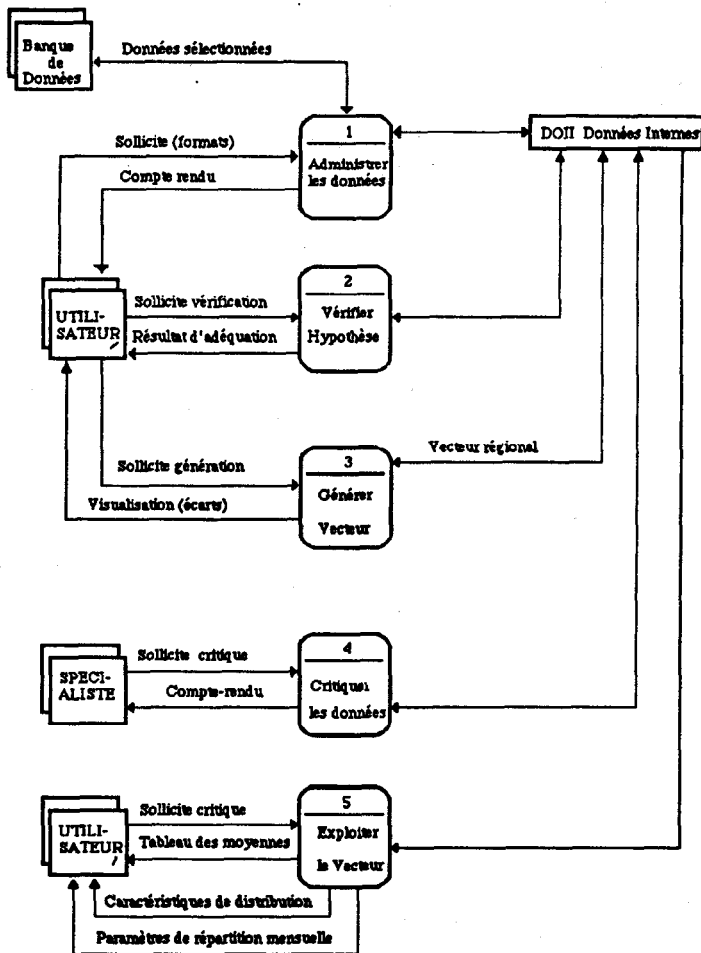 Banque
de
Données
Données sélectionnées
1
Administrer
les données
DOII Données Internes
Sollicite (formats)
Compte rendu
UTILI-
SATEUR
Sollicite vérification
Résultat d'adéquation
2
Vérifier
Hypothèse
Vecteur régional
Sollicite génération
Visualisation (écarts)
3
Générer
Vecteur
SPECI-
ALISTE
Sollicite critique
Compte-rendu
4
Critiquer
les données
UTILI-
SATEUR
Sollicite critique
Tableau des moyennes
5
Exploiter
le Vecteur
Caractéristiques de distribution
Paramètres de répartition mensuelle